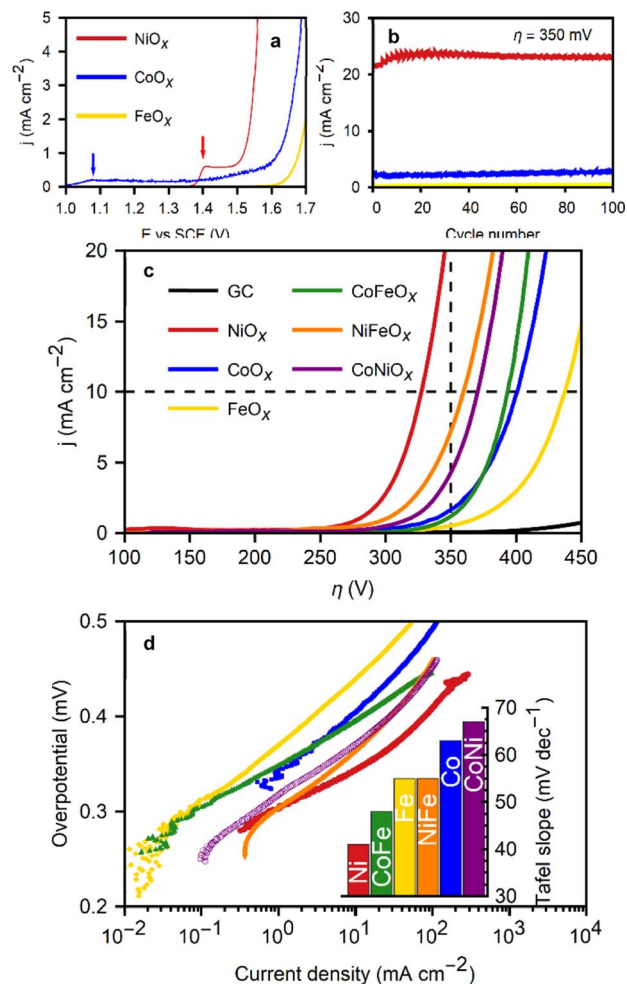 5
4
3
2
1
0
j (mA cm⁻²)
NiOx
CoOx
FeOx
a
1.0 1.1 1.2 1.3 1.4 1.5 1.6 1.7
E vs SCE (V)
30
20
10
0
j (mA cm⁻²)
b
η = 350 mV
0 20 40 60 80 100
Cycle number
20
15
10
5
0
j (mA cm⁻²)
c
GC
NiOx
CoOx
FeOx
CoFeOx
NiFeOx
CoNiOx
100 150 200 250 300 350 400 450
η (V)
0.5
0.4
0.3
0.2
Overpotential (mV)
d
10⁻² 10⁻¹ 10⁰ 10¹ 10² 10³ 10⁴
Current density (mA cm⁻²)
Ni
CoFe
Fe
NiFe
Co
CoNi
70
60
50
40
30
Tafel slope (mV dec⁻¹)